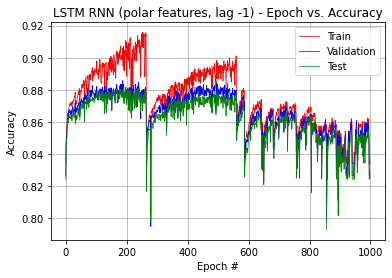 LSTM RNN (polar features, lag -1) - Epoch vs. Accuracy
Train
Validation
Test
Accuracy
0.92
0.90
0.88
0.86
0.84
0.82
0.80
0 200 400 600 800 1000
Epoch #